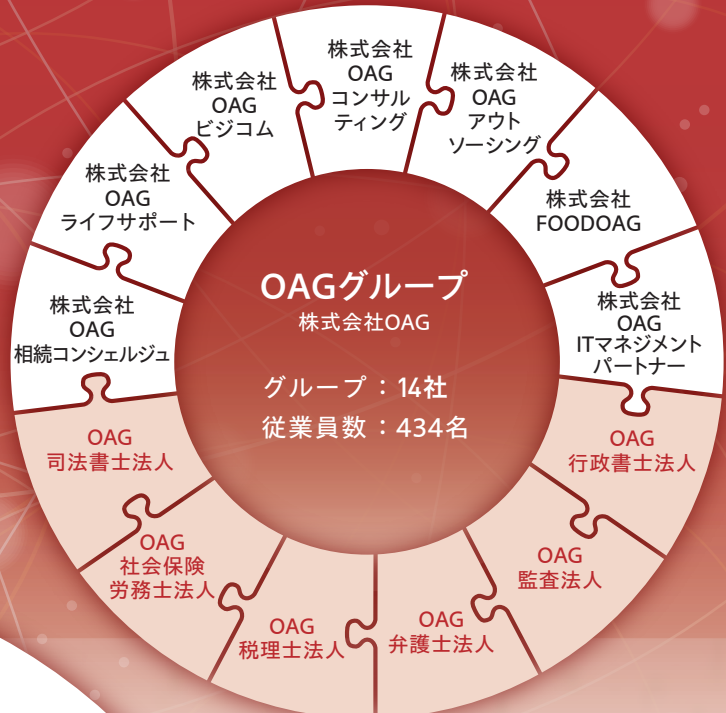 OAGグループ
株式会社OAG
グループ：14社
従業員数：434名
株式会社
OAG
コンサル
ティング
株式会社
OAG
アウト
ソーシング
株式会社
FOODOAG
株式会社
OAG
ITマネジメント
パートナー
OAG
行政書士法人
OAG
監査法人
OAG
弁護士法人
OAG
税理士法人
OAG
社会保険
労務士法人
OAG
司法書士法人
株式会社
OAG
相続コンシェルジュ
株式会社
OAG
ライフサポート
株式会社
OAG
ビジコム